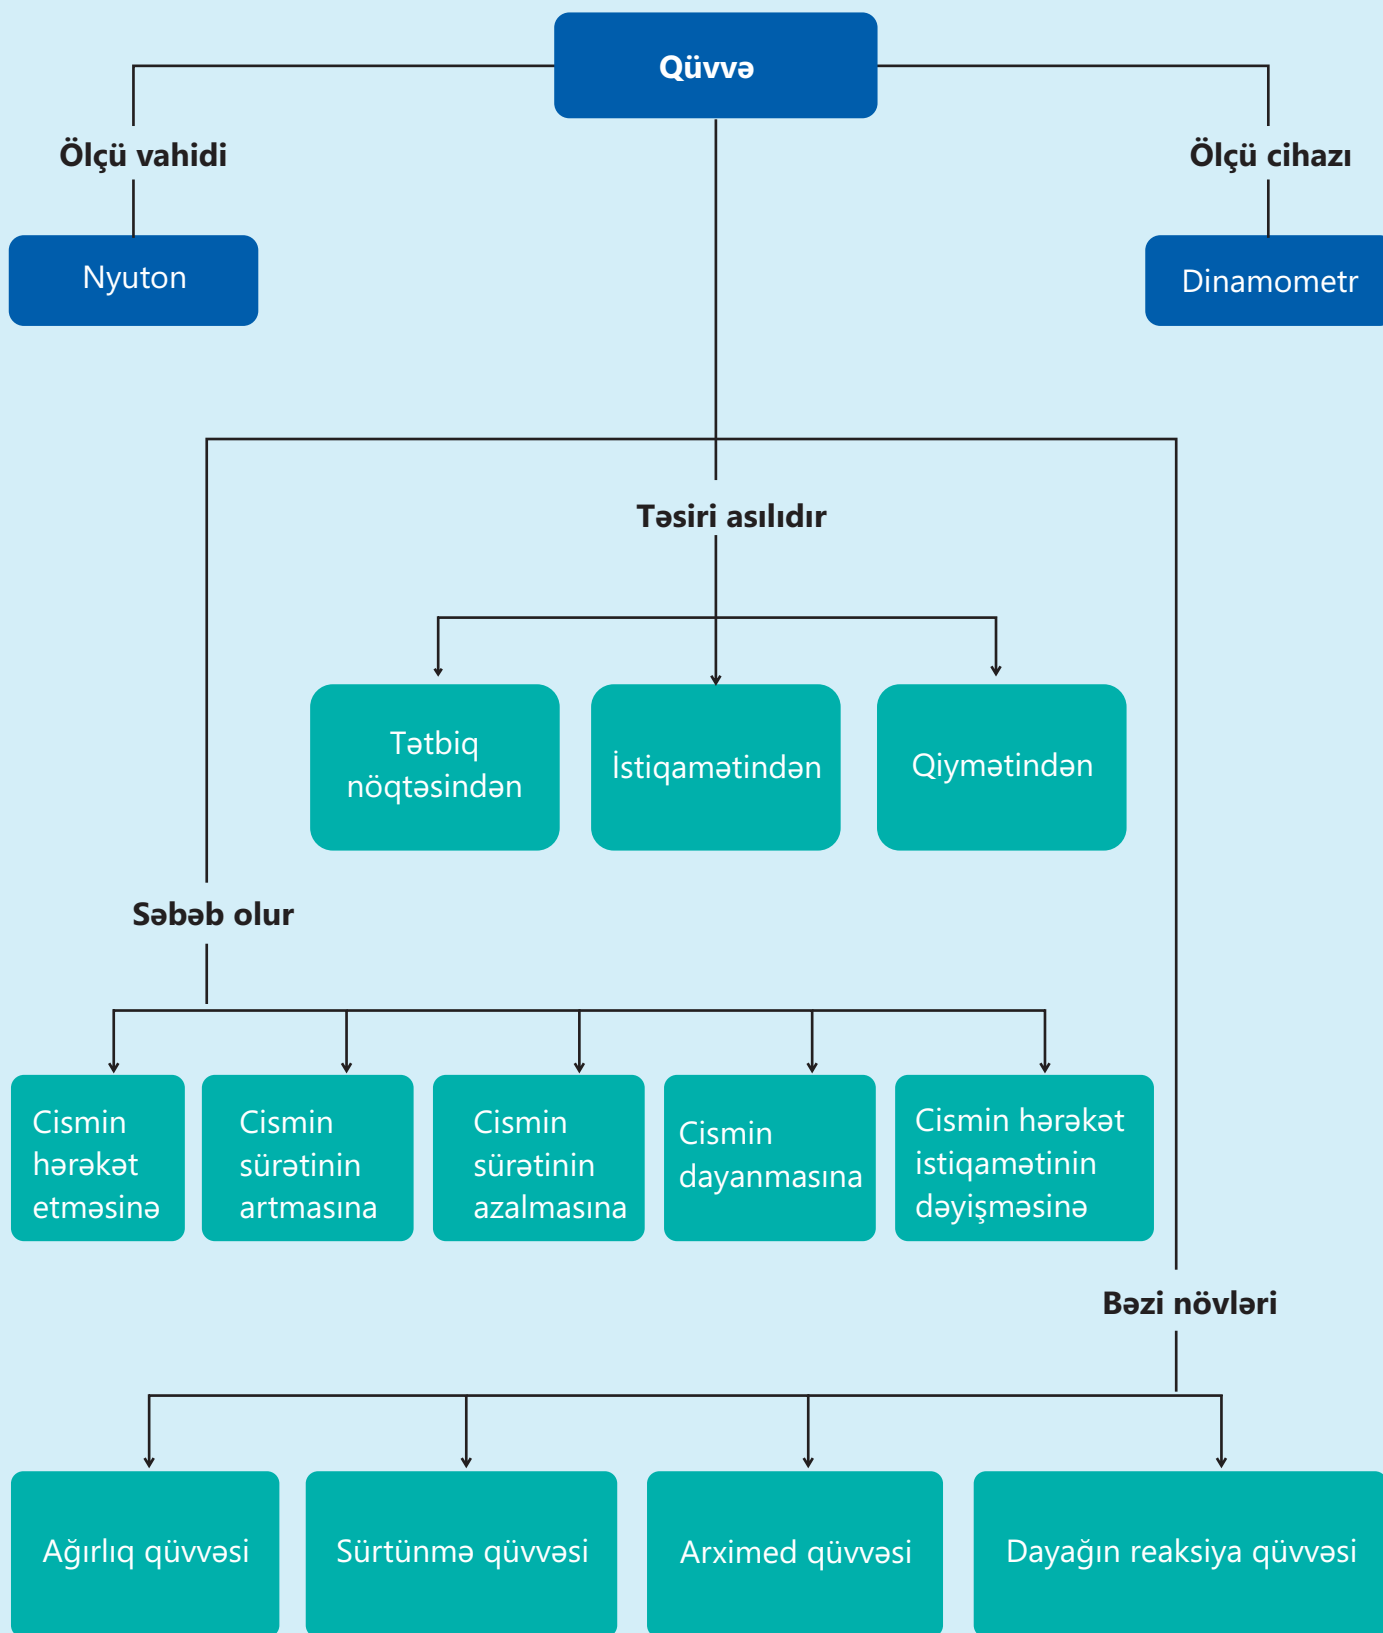 Qüvvə
Ölçü vahidi
Ölçü cihazı
Nyuton
Dinamometr
Təsiri asılıdır
Tətbiq
nöqtəsindən
İstiqamətindən
Qiymətindən
Səbəb olur
Cismin
hərəkət
etməsinə
Cismin
sürətinin
artmasına
Cismin
sürətinin
azalmasına
Cismin
dayanmasına
Cismin hərəkət
istiqamətinin
dəyişməsinə
Bəzi növləri
Ağırlıq qüvvəsi
Sürtünmə qüvvəsi
Arximed qüvvəsi
Dayağın reaksiya qüvvəsi